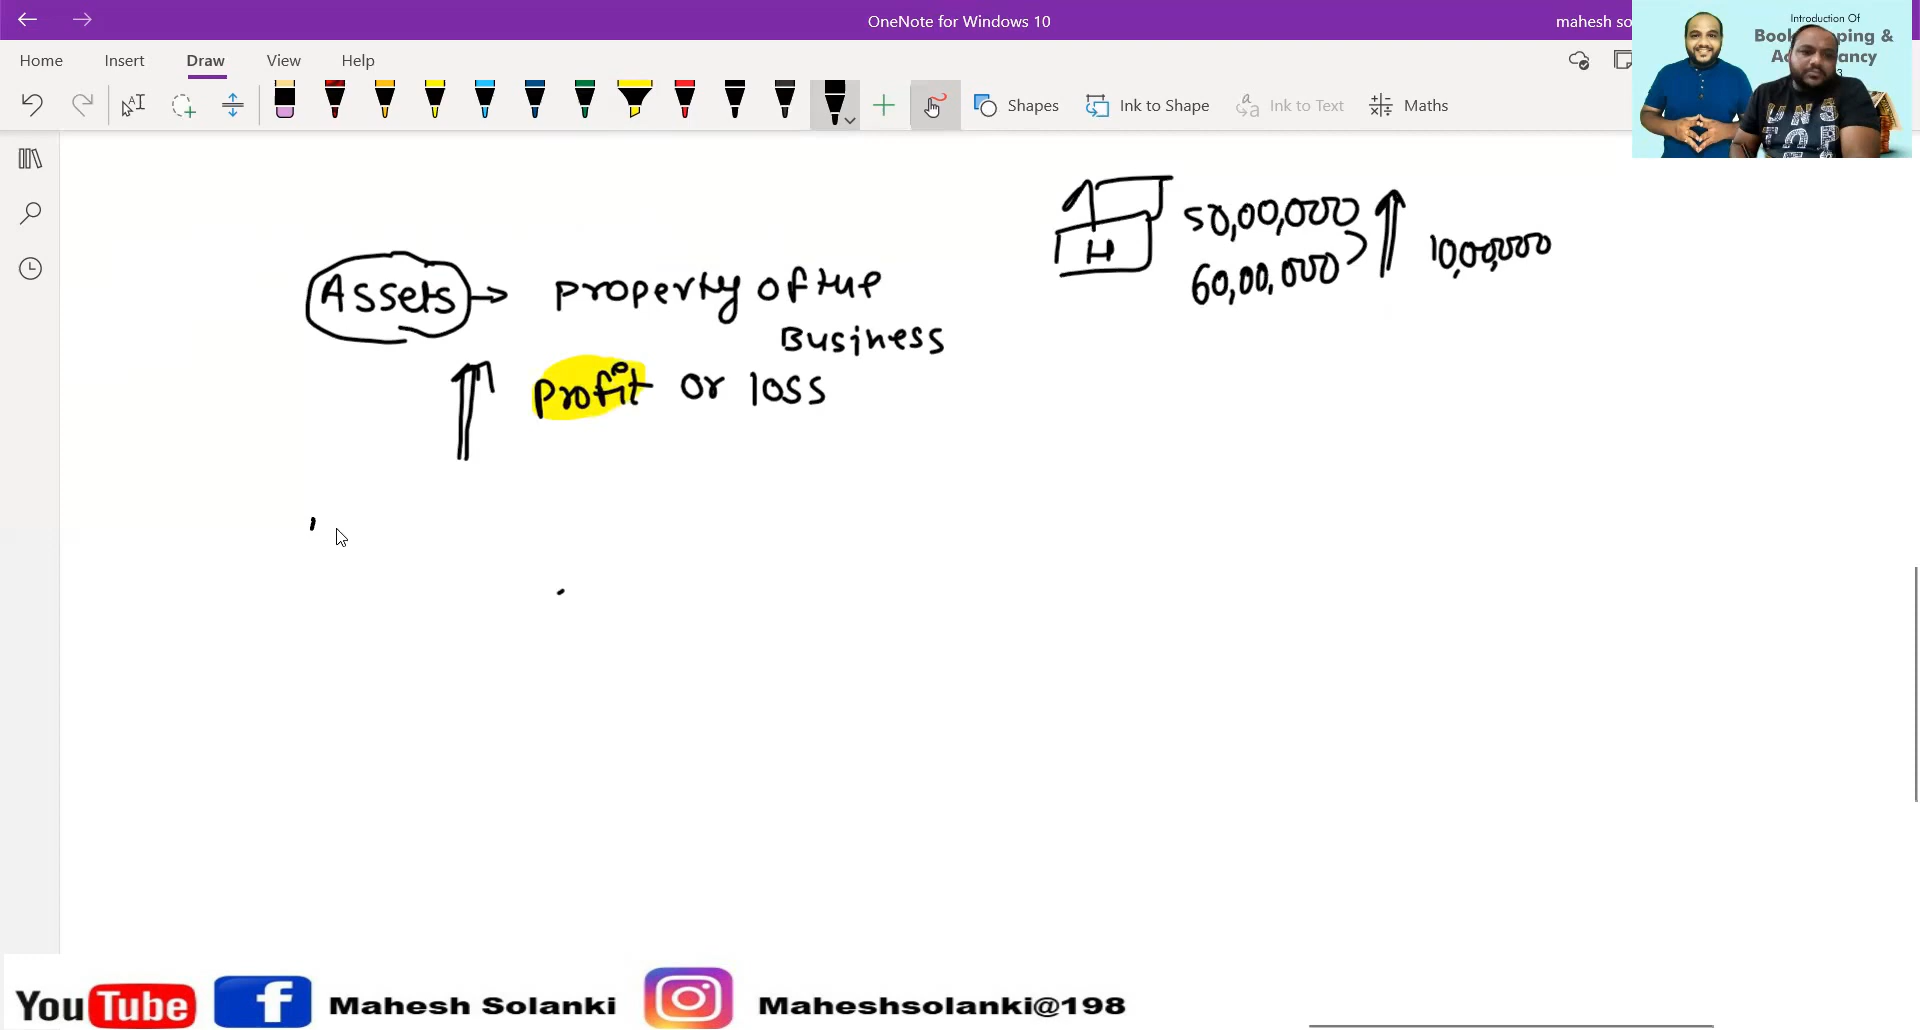 OneNote for Windows 10
mahesh so
Home Insert Draw View Help
Shapes Ink to Shape Ink to Text Maths
Introduction Of
Accountancy
50,00,000
H
60,00,000
10,00,000
Assets → property of the
Business
profit or loss
YouTube f Mahesh Solanki Maheshsolanki@198